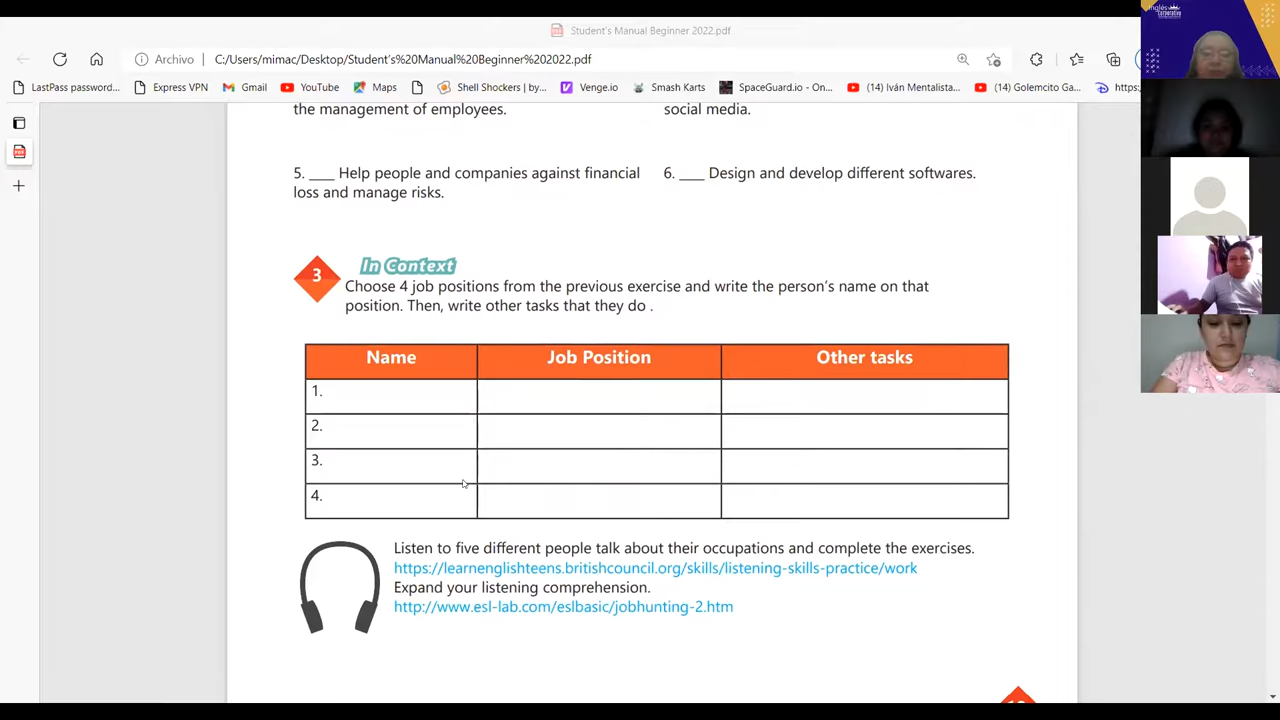 Student's Manual Beginner 2022.pdf
Archivo
C:/Users/mimac/Desktop/Student's%20Manual%20Beginner%202022.pdf
LastPass password...
Express VPN
Gmail
YouTube
Maps
Shell Shockers | by...
Venge.io
Smash Karts
SpaceGuard.io - On...
(14) Iván Mentalista...
(14) Golemcito Ga...
https:
Inglés
Corporativo
the management of employees.
social media.
5. ___ Help people and companies against financial
loss and manage risks.
6. ___ Design and develop different softwares.
3
In Context
Choose 4 job positions from the previous exercise and write the person's name on that
position. Then, write other tasks that they do .
Name
Job Position
Other tasks
1.
2.
3.
4.
Listen to five different people talk about their occupations and complete the exercises.
https://learnenglishteens.britishcouncil.org/skills/listening-skills-practice/work
Expand your listening comprehension.
http://www.esl-lab.com/eslbasic/jobhunting-2.htm